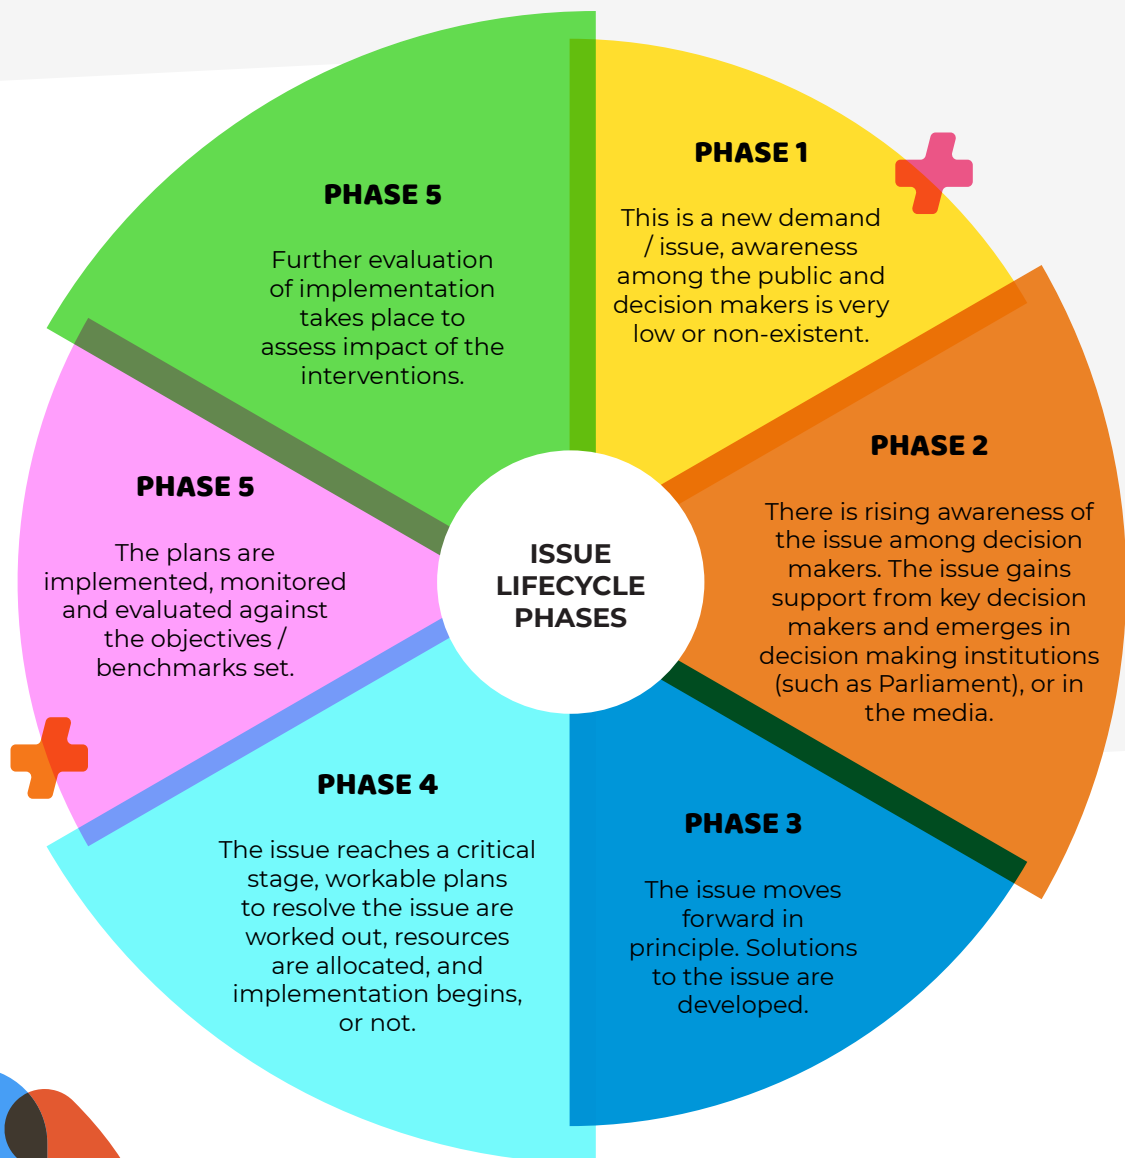 ISSUE
LIFECYCLE
PHASES
PHASE 1
This is a new demand
/ issue, awareness
among the public and
decision makers is very
low or non-existent.
PHASE 2
There is rising awareness of
the issue among decision
makers. The issue gains
support from key decision
makers and emerges in
decision making institutions
(such as Parliament), or in
the media.
PHASE 3
The issue moves
forward in
principle. Solutions
to the issue are
developed.
PHASE 4
The issue reaches a critical
stage, workable plans
to resolve the issue are
worked out, resources
are allocated, and
implementation begins,
or not.
PHASE 5
The plans are
implemented, monitored
and evaluated against
the objectives /
benchmarks set.
PHASE 5
Further evaluation
of implementation
takes place to
assess impact of the
interventions.